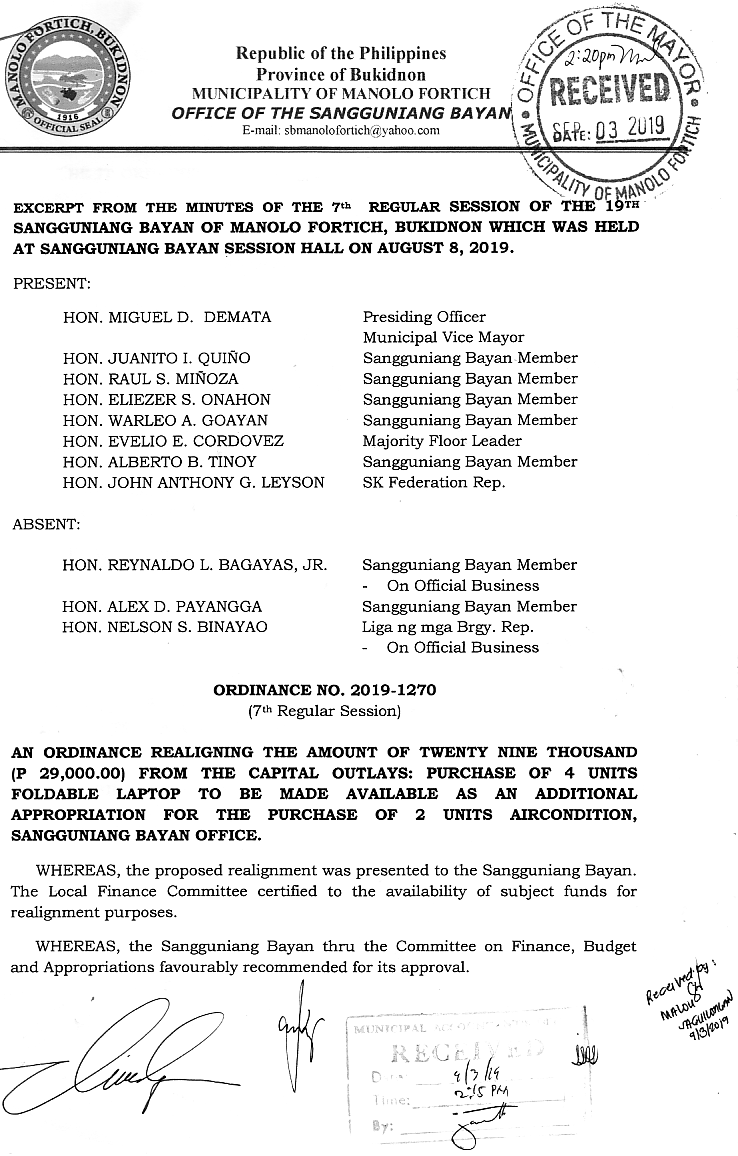 MANOLO FORTICH, BUKIDNON
1916
OFFICIAL SEAL
Republic of the Philippines
Province of Bukidnon
MUNICIPALITY OF MANOLO FORTICH
OFFICE OF THE SANGGUNIANG BAYAN
E-mail: sbmanolofortich@yahoo.com
OFFICE OF THE MAYOR
2:20pm
RECEIVED
DATE: SEP 03 2019
MUNICIPALITY OF MANOLO FORTICH
EXCERPT FROM THE MINUTES OF THE 7th REGULAR SESSION OF THE 19TH
SANGGUNIANG BAYAN OF MANOLO FORTICH, BUKIDNON WHICH WAS HELD
AT SANGGUNIANG BAYAN SESSION HALL ON AUGUST 8, 2019.
PRESENT:
HON. MIGUEL D. DEMATA Presiding Officer
Municipal Vice Mayor
HON. JUANITO I. QUIÑO Sangguniang Bayan Member
HON. RAUL S. MIÑOZA Sangguniang Bayan Member
HON. ELIEZER S. ONAHON Sangguniang Bayan Member
HON. WARLEO A. GOAYAN Sangguniang Bayan Member
HON. EVELIO E. CORDOVEZ Majority Floor Leader
HON. ALBERTO B. TINOY Sangguniang Bayan Member
HON. JOHN ANTHONY G. LEYSON SK Federation Rep.
ABSENT:
HON. REYNALDO L. BAGAYAS, JR. Sangguniang Bayan Member
- On Official Business
HON. ALEX D. PAYANGGA Sangguniang Bayan Member
HON. NELSON S. BINAYAO Liga ng mga Brgy. Rep.
- On Official Business
ORDINANCE NO. 2019-1270
(7th Regular Session)
AN ORDINANCE REALIGNING THE AMOUNT OF TWENTY NINE THOUSAND
(P 29,000.00) FROM THE CAPITAL OUTLAYS: PURCHASE OF 4 UNITS
FOLDABLE LAPTOP TO BE MADE AVAILABLE AS AN ADDITIONAL
APPROPRIATION FOR THE PURCHASE OF 2 UNITS AIRCONDITION,
SANGGUNIANG BAYAN OFFICE.
WHEREAS, the proposed realignment was presented to the Sangguniang Bayan.
The Local Finance Committee certified to the availability of subject funds for
realignment purposes.
WHEREAS, the Sangguniang Bayan thru the Committee on Finance, Budget
and Appropriations favourably recommended for its approval.
Received by:
MALOU
9/3/2019
MUNICIPAL
RECEIVED
Date: 9/3/19
Time: 2:15 PM
By: